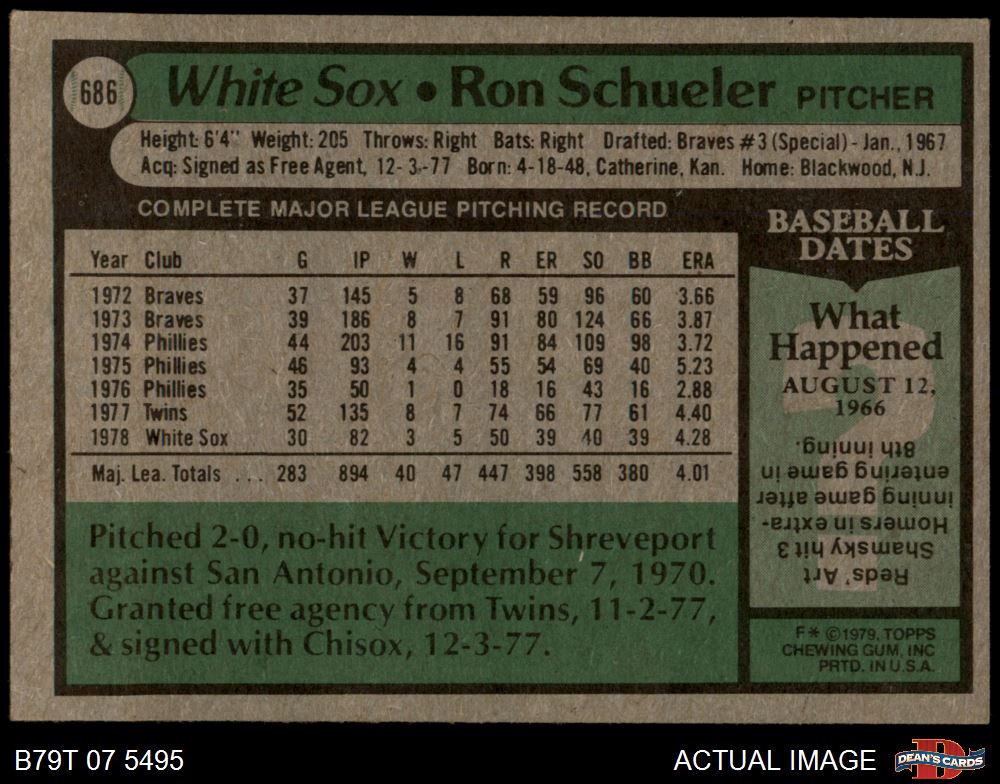 686
White Sox • Ron Schueler PITCHER
Height: 6'4" Weight: 205 Throws: Right Bats: Right Drafted: Braves #3 (Special) - Jan., 1967
Acq: Signed as Free Agent, 12-3-77 Born: 4-18-48, Catherine, Kan. Home: Blackwood, N.J.
COMPLETE MAJOR LEAGUE PITCHING RECORD
Year Club G IP W L R ER SO BB ERA
1972 Braves 37 145 5 8 68 59 96 60 3.66
1973 Braves 39 186 8 7 91 80 124 66 3.87
1974 Phillies 44 203 11 16 91 84 109 98 3.72
1975 Phillies 46 93 4 4 55 54 69 40 5.23
1976 Phillies 35 50 1 0 18 16 43 16 2.88
1977 Twins 52 135 8 7 74 66 77 61 4.40
1978 White Sox 30 82 3 5 50 39 40 39 4.28
Maj. Lea. Totals ... 283 894 40 47 447 398 558 380 4.01
Pitched 2-0, no-hit Victory for Shreveport
against San Antonio, September 7, 1970.
Granted free agency from Twins, 11-2-77,
& signed with Chisox, 12-3-77.
BASEBALL
DATES
What
Happened
AUGUST 12,
1966
Reds' Art
Shamsky hit 3
Homers in extra-
inning game after
entering game in
8th inning.
F* ©1979, TOPPS
CHEWING GUM, INC
PRTD. IN U.S.A.
B79T 07 5495
ACTUAL IMAGE
DEAN'S CARDS